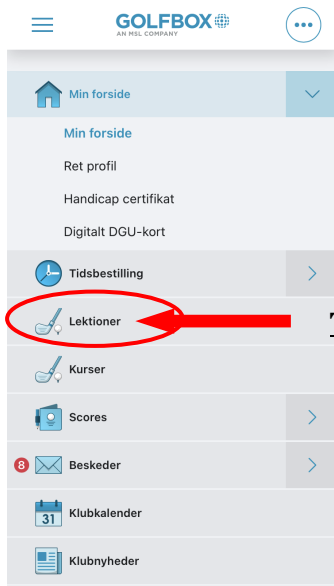 GOLFBOX
AN MSL COMPANY
Min forside
Min forside
Ret profil
Handicap certifikat
Digitalt DGU-kort
Tidsbestilling
Lektioner
Kurser
Scores
8 Beskeder
31 Klubkalender
Klubnyheder